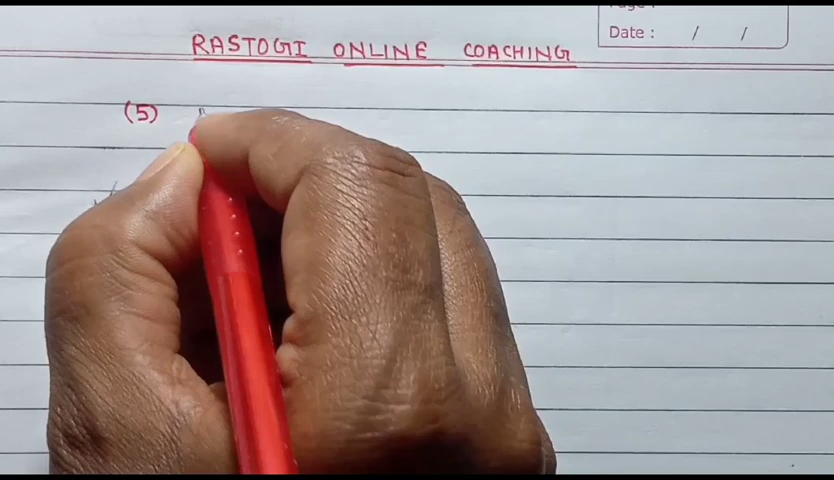 Date : / /
RASTOGI ONLINE COACHING
(5)